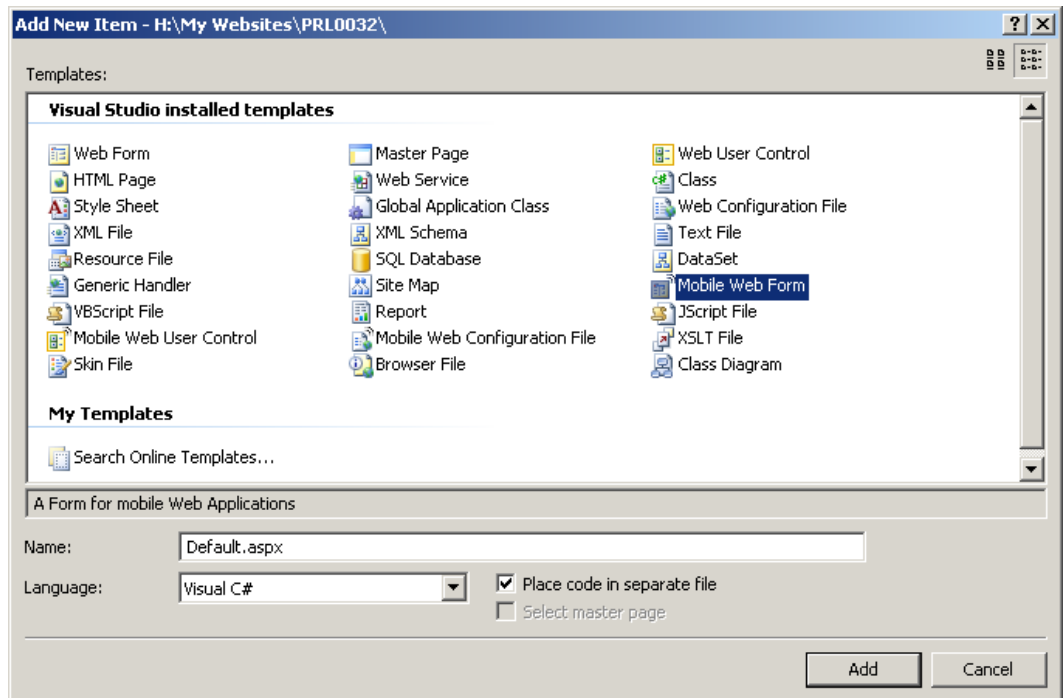 Add New Item - H:\My Websites\PRL0032\
Templates:
Visual Studio installed templates
Web Form Master Page Web User Control
HTML Page Web Service Class
Style Sheet Global Application Class Web Configuration File
XML File XML Schema Text File
Resource File SQL Database DataSet
Generic Handler Site Map Mobile Web Form
VBScript File Report JScript File
Mobile Web User Control Mobile Web Configuration File XSLT File
Skin File Browser File Class Diagram
My Templates
Search Online Templates...
A Form for mobile Web Applications
Name: Default.aspx
Language: Visual C# Place code in separate file
Select master page
Add Cancel